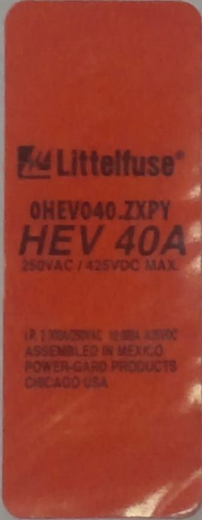 Littelfuse®
0HEV040.ZXPY
HEV 40A
250VAC / 425VDC MAX.
I.R.
ASSEMBLED IN MEXICO
POWER-GARD PRODUCTS
CHICAGO USA